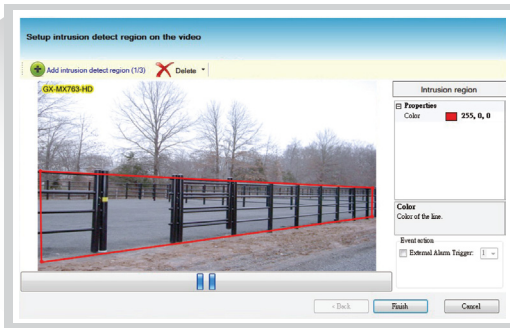 Setup intrusion detect region on the video
Add intrusion detect region (1/3) Delete
GX-MX763-HD
Intrusion region
Properties
Color 255, 0, 0
Color
Color of the line.
Event action
External Alarm Trigger: 1
< Back Finish Cancel